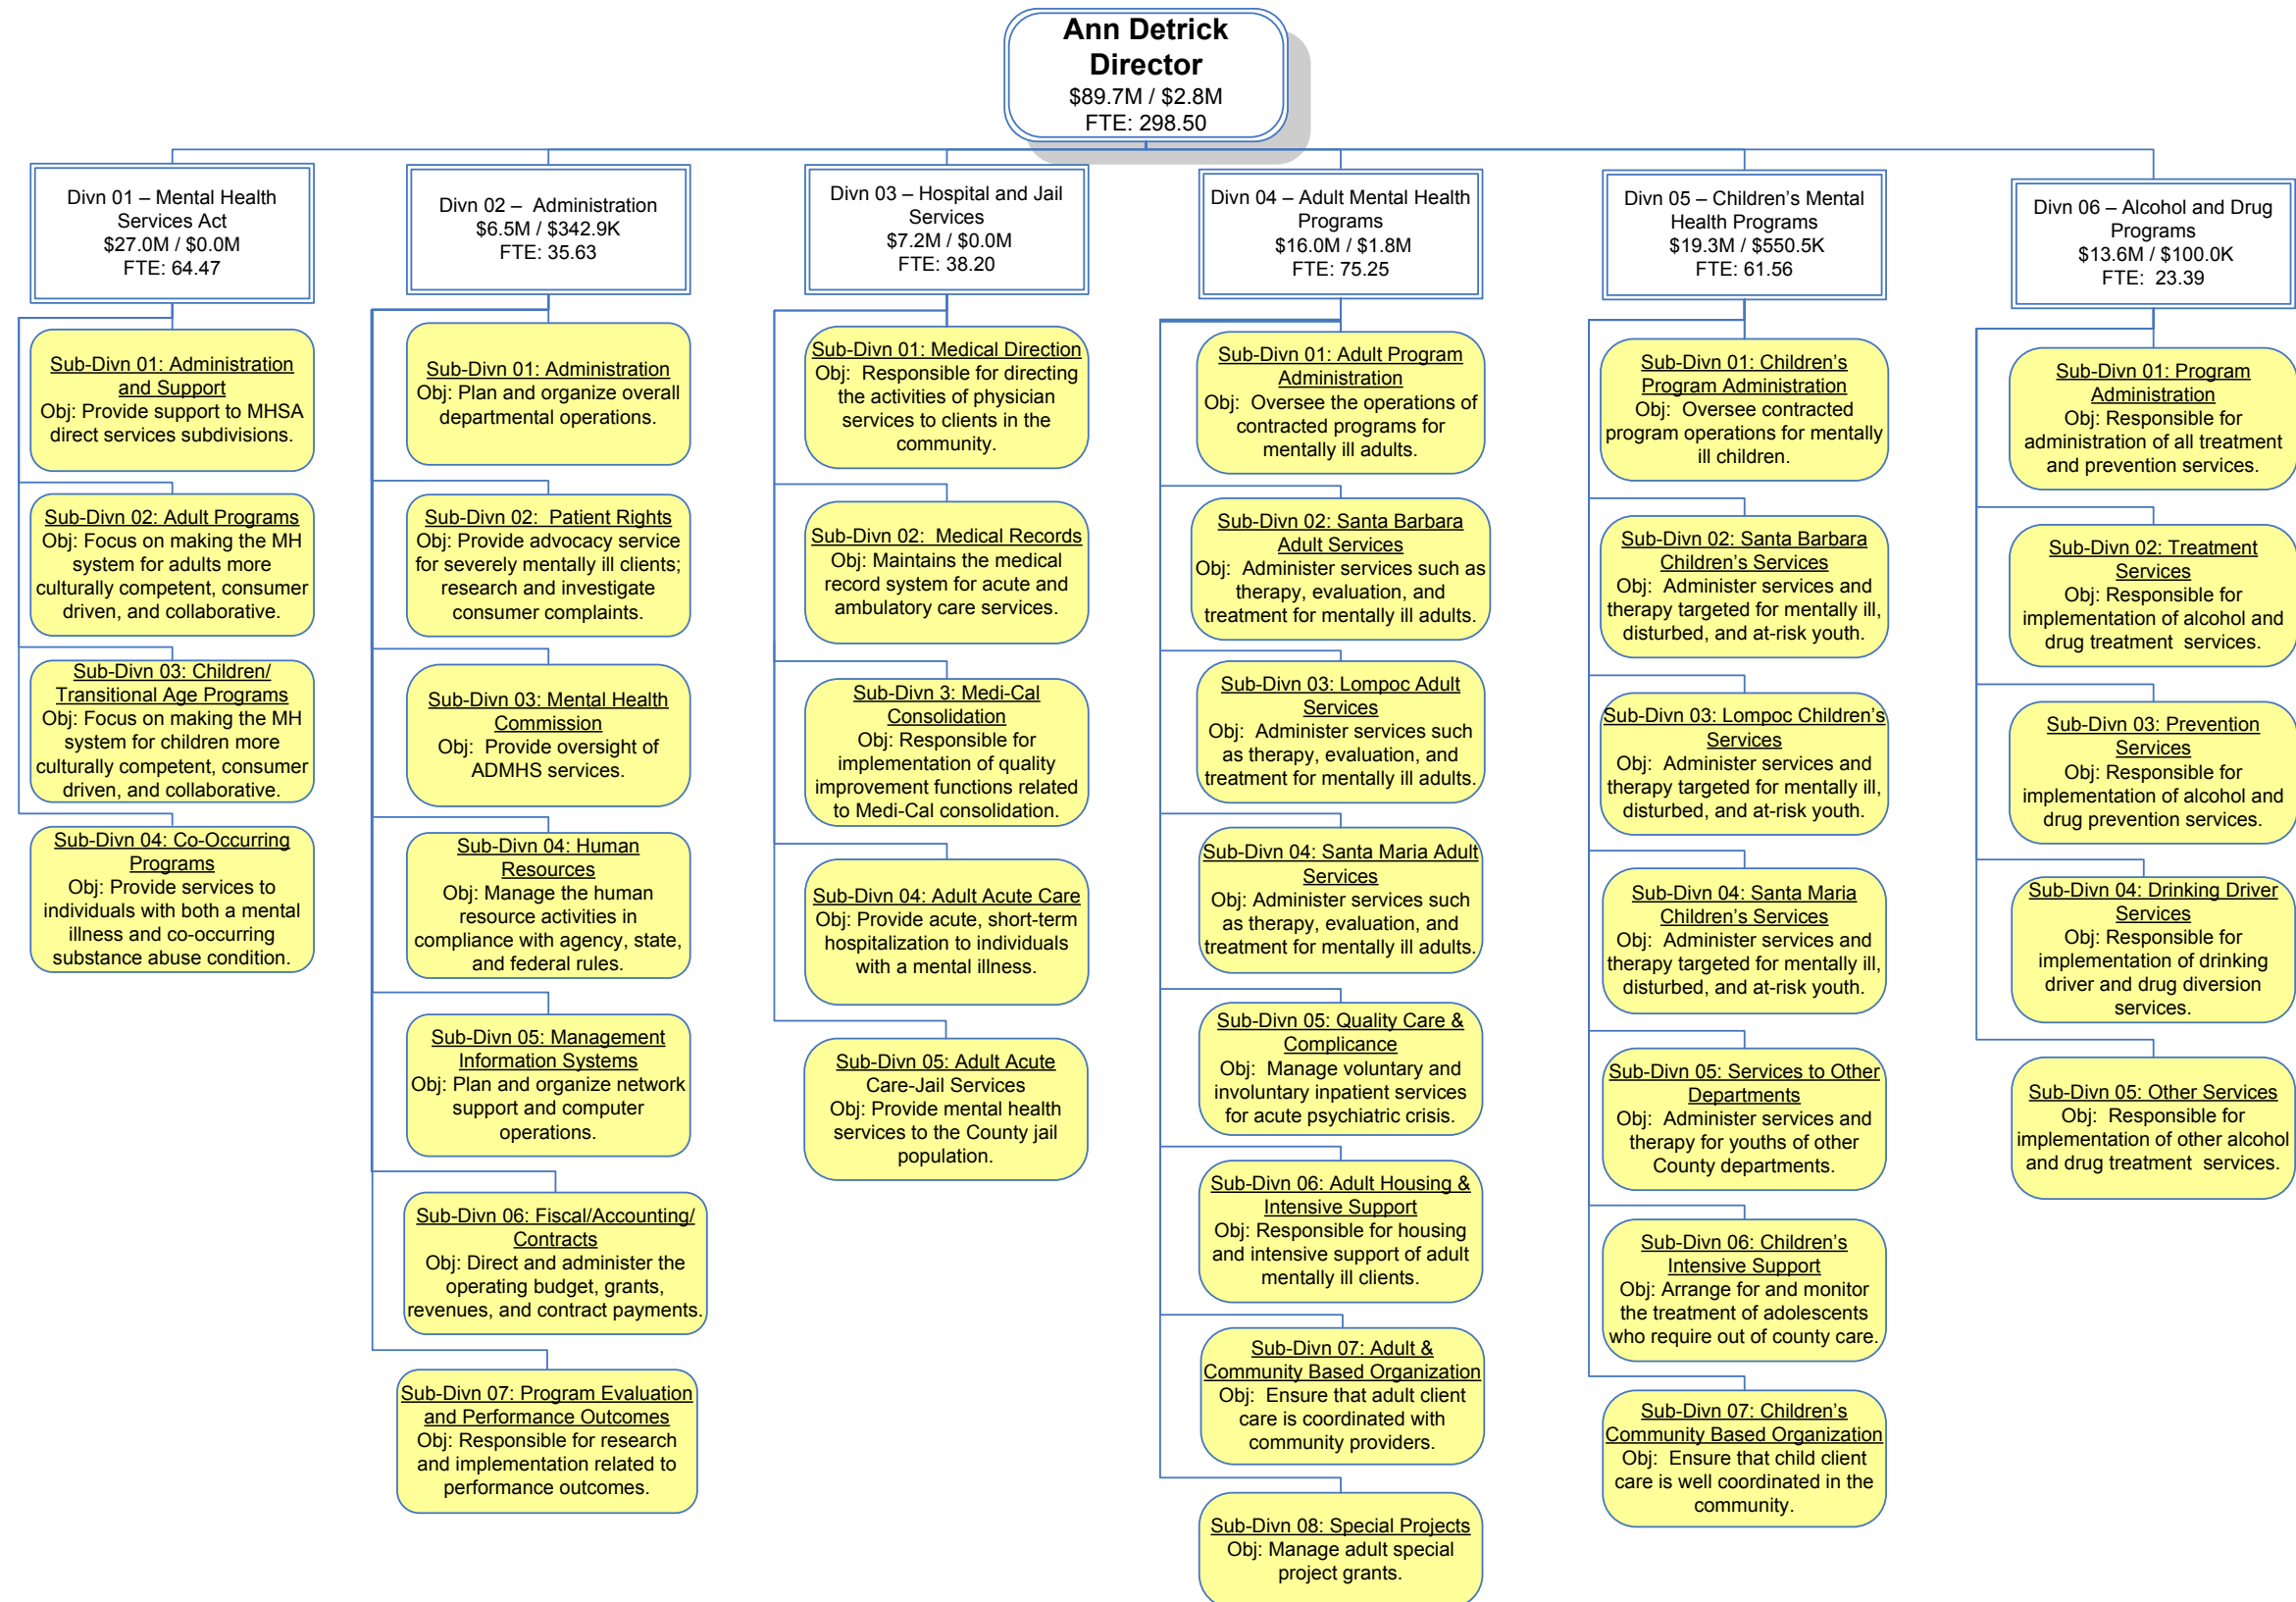 Ann Detrick
Director
$89.7M / $2.8M
FTE: 298.50
Divn 01 – Mental Health
Services Act
$27.0M / $0.0M
FTE: 64.47
Sub-Divn 01: Administration
and Support
Obj: Provide support to MHSA
direct services subdivisions.
Sub-Divn 02: Adult Programs
Obj: Focus on making the MH
system for adults more
culturally competent, consumer
driven, and collaborative.
Sub-Divn 03: Children/
Transitional Age Programs
Obj: Focus on making the MH
system for children more
culturally competent, consumer
driven, and collaborative.
Sub-Divn 04: Co-Occurring
Programs
Obj: Provide services to
individuals with both a mental
illness and co-occurring
substance abuse condition.
Divn 02 – Administration
$6.5M / $342.9K
FTE: 35.63
Sub-Divn 01: Administration
Obj: Plan and organize overall
departmental operations.
Sub-Divn 02: Patient Rights
Obj: Provide advocacy service
for severely mentally ill clients;
research and investigate
consumer complaints.
Sub-Divn 03: Mental Health
Commission
Obj: Provide oversight of
ADMHS services.
Sub-Divn 04: Human
Resources
Obj: Manage the human
resource activities in
compliance with agency, state,
and federal rules.
Sub-Divn 05: Management
Information Systems
Obj: Plan and organize network
support and computer
operations.
Sub-Divn 06: Fiscal/Accounting/
Contracts
Obj: Direct and administer the
operating budget, grants,
revenues, and contract payments.
Sub-Divn 07: Program Evaluation
and Performance Outcomes
Obj: Responsible for research
and implementation related to
performance outcomes.
Divn 03 – Hospital and Jail
Services
$7.2M / $0.0M
FTE: 38.20
Sub-Divn 01: Medical Direction
Obj: Responsible for directing
the activities of physician
services to clients in the
community.
Sub-Divn 02: Medical Records
Obj: Maintains the medical
record system for acute and
ambulatory care services.
Sub-Divn 3: Medi-Cal
Consolidation
Obj: Responsible for
implementation of quality
improvement functions related
to Medi-Cal consolidation.
Sub-Divn 04: Adult Acute Care
Obj: Provide acute, short-term
hospitalization to individuals
with a mental illness.
Sub-Divn 05: Adult Acute
Care-Jail Services
Obj: Provide mental health
services to the County jail
population.
Divn 04 – Adult Mental Health
Programs
$16.0M / $1.8M
FTE: 75.25
Sub-Divn 01: Adult Program
Administration
Obj: Oversee the operations of
contracted programs for
mentally ill adults.
Sub-Divn 02: Santa Barbara
Adult Services
Obj: Administer services such as
therapy, evaluation, and
treatment for mentally ill adults.
Sub-Divn 03: Lompoc Adult
Services
Obj: Administer services such
as therapy, evaluation, and
treatment for mentally ill adults.
Sub-Divn 04: Santa Maria Adult
Services
Obj: Administer services such
as therapy, evaluation, and
treatment for mentally ill adults.
Sub-Divn 05: Quality Care &
Complicance
Obj: Manage voluntary and
involuntary inpatient services
for acute psychiatric crisis.
Sub-Divn 06: Adult Housing &
Intensive Support
Obj: Responsible for housing
and intensive support of adult
mentally ill clients.
Sub-Divn 07: Adult &
Community Based Organization
Obj: Ensure that adult client
care is coordinated with
community providers.
Sub-Divn 08: Special Projects
Obj: Manage adult special
project grants.
Divn 05 – Children’s Mental
Health Programs
$19.3M / $550.5K
FTE: 61.56
Sub-Divn 01: Children’s
Program Administration
Obj: Oversee contracted
program operations for mentally
ill children.
Sub-Divn 02: Santa Barbara
Children’s Services
Obj: Administer services and
therapy targeted for mentally ill,
disturbed, and at-risk youth.
Sub-Divn 03: Lompoc Children’s
Services
Obj: Administer services and
therapy targeted for mentally ill,
disturbed, and at-risk youth.
Sub-Divn 04: Santa Maria
Children’s Services
Obj: Administer services and
therapy targeted for mentally ill,
disturbed, and at-risk youth.
Sub-Divn 05: Services to Other
Departments
Obj: Administer services and
therapy for youths of other
County departments.
Sub-Divn 06: Children’s
Intensive Support
Obj: Arrange for and monitor
the treatment of adolescents
who require out of county care.
Sub-Divn 07: Children’s
Community Based Organization
Obj: Ensure that child client
care is well coordinated in the
community.
Divn 06 – Alcohol and Drug
Programs
$13.6M / $100.0K
FTE: 23.39
Sub-Divn 01: Program
Administration
Obj: Responsible for
administration of all treatment
and prevention services.
Sub-Divn 02: Treatment
Services
Obj: Responsible for
implementation of alcohol and
drug treatment services.
Sub-Divn 03: Prevention
Services
Obj: Responsible for
implementation of alcohol and
drug prevention services.
Sub-Divn 04: Drinking Driver
Services
Obj: Responsible for
implementation of drinking
driver and drug diversion
services.
Sub-Divn 05: Other Services
Obj: Responsible for
implementation of other alcohol
and drug treatment services.